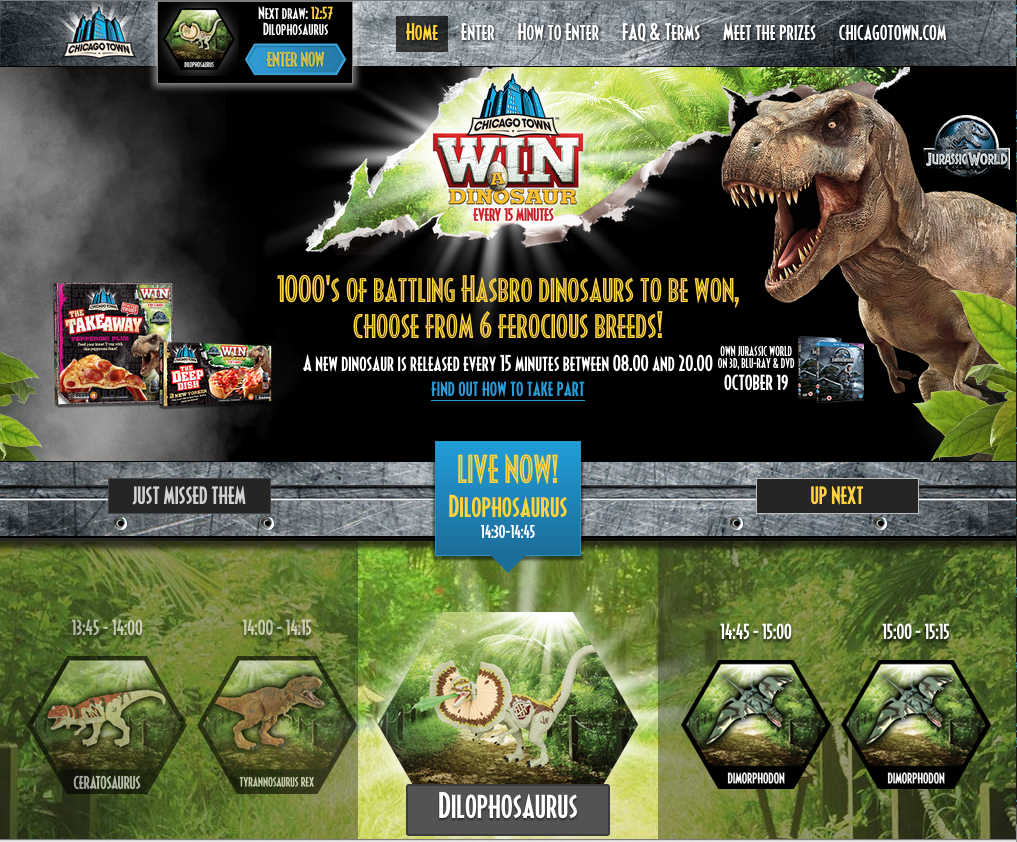 CHICAGO TOWN
DILOPHOSAURUS
NEXT DRAW: 12:57
DILOPHOSAURUS
ENTER NOW
HOME
ENTER
HOW TO ENTER
FAQ & TERMS
MEET THE PRIZES
CHICAGOTOWN.COM
CHICAGO TOWN
WIN
A
DINOSAUR
EVERY 15 MINUTES
JURASSIC WORLD
1000'S OF BATTLING HASBRO DINOSAURS TO BE WON,
CHOOSE FROM 6 FEROCIOUS BREEDS!
A NEW DINOSAUR IS RELEASED EVERY 15 MINUTES BETWEEN 08.00 AND 20.00
FIND OUT HOW TO TAKE PART
CHICAGO TOWN
WIN
THE
TAKEAWAY
PEPPERONI PLUS
CHICAGO TOWN
WIN
THE
DEEP
DISH
OWN JURASSIC WORLD
ON 3D, BLU-RAY & DVD
OCTOBER 19
JUST MISSED THEM
LIVE NOW!
DILOPHOSAURUS
14:30-14:45
UP NEXT
13:45 - 14:00
14:00 - 14:15
14:45 - 15:00
15:00 - 15:15
CERATOSAURUS
TYRANNOSAURUS REX
DILOPHOSAURUS
DIMORPHODON
DIMORPHODON